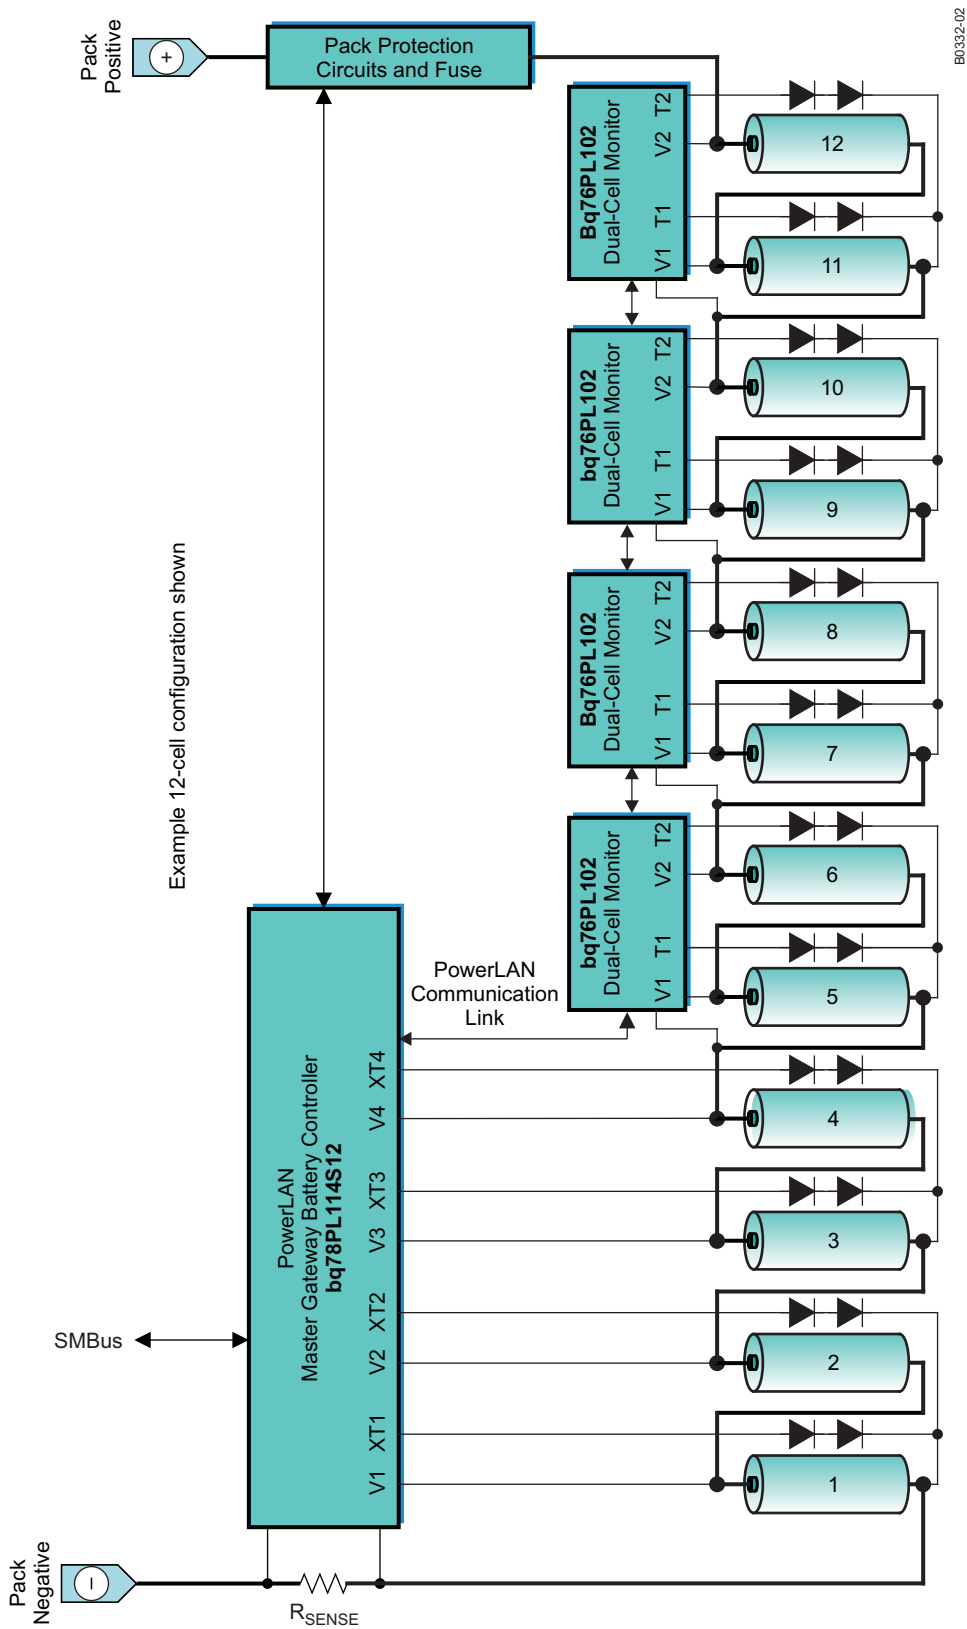 B0332-02
Pack
Positive
+
Pack Protection
Circuits and Fuse
Bq76PL102
Dual-Cell Monitor
V1 T1 V2 T2
12
11
bq76PL102
Dual-Cell Monitor
V1 T1 V2 T2
10
9
Example 12-cell configuration shown
Bq76PL102
Dual-Cell Monitor
V1 T1 V2 T2
8
7
bq76PL102
Dual-Cell Monitor
V1 T1 V2 T2
6
5
PowerLAN
Communication
Link
PowerLAN
Master Gateway Battery Controller
bq78PL114S12
V1 XT1 V2 XT2 V3 XT3 V4 XT4
4
3
SMBus
2
1
Pack
Negative
–
RSENSE